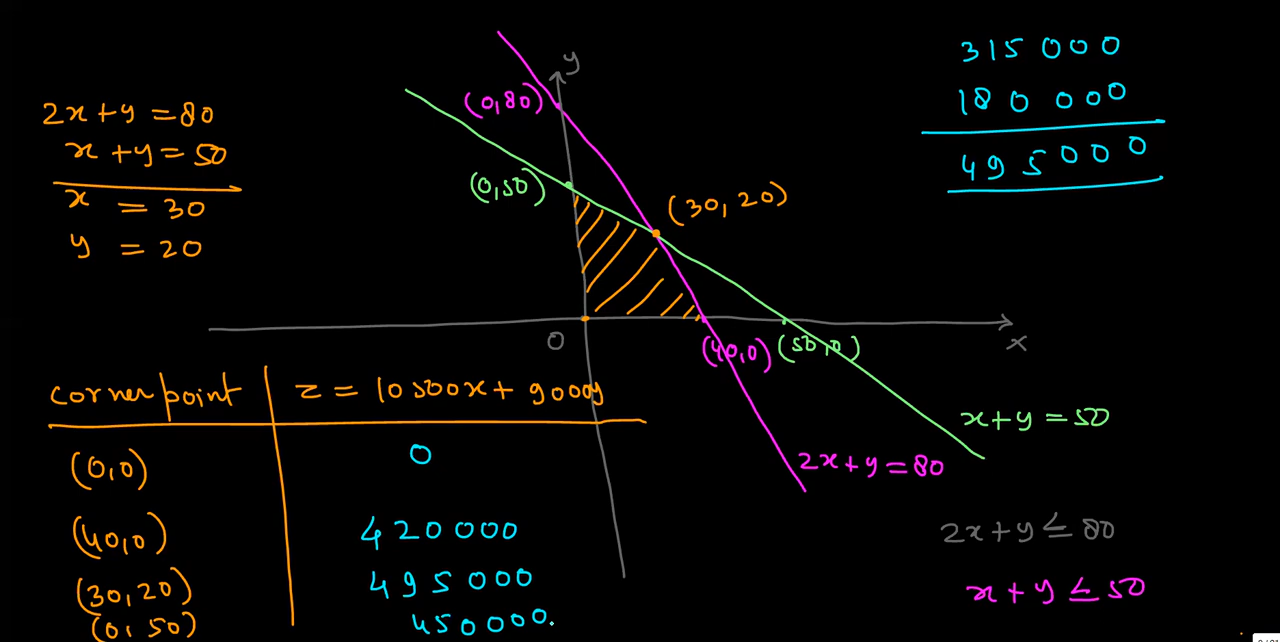 2x+y = 80
x+y = 50
x = 30
y = 20
y
(0,80)
(0,50)
(30,20)
315 000
180 000
495000
0
(40,0) (50,0)
x
x+y = 50
2x+y = 80
2x+y ≤ 80
x+y ≤ 50
corner point z = 10500x + 9000y
(0,0) 0
(40,0) 420000
(30,20) 495000
(0,50) 450000.